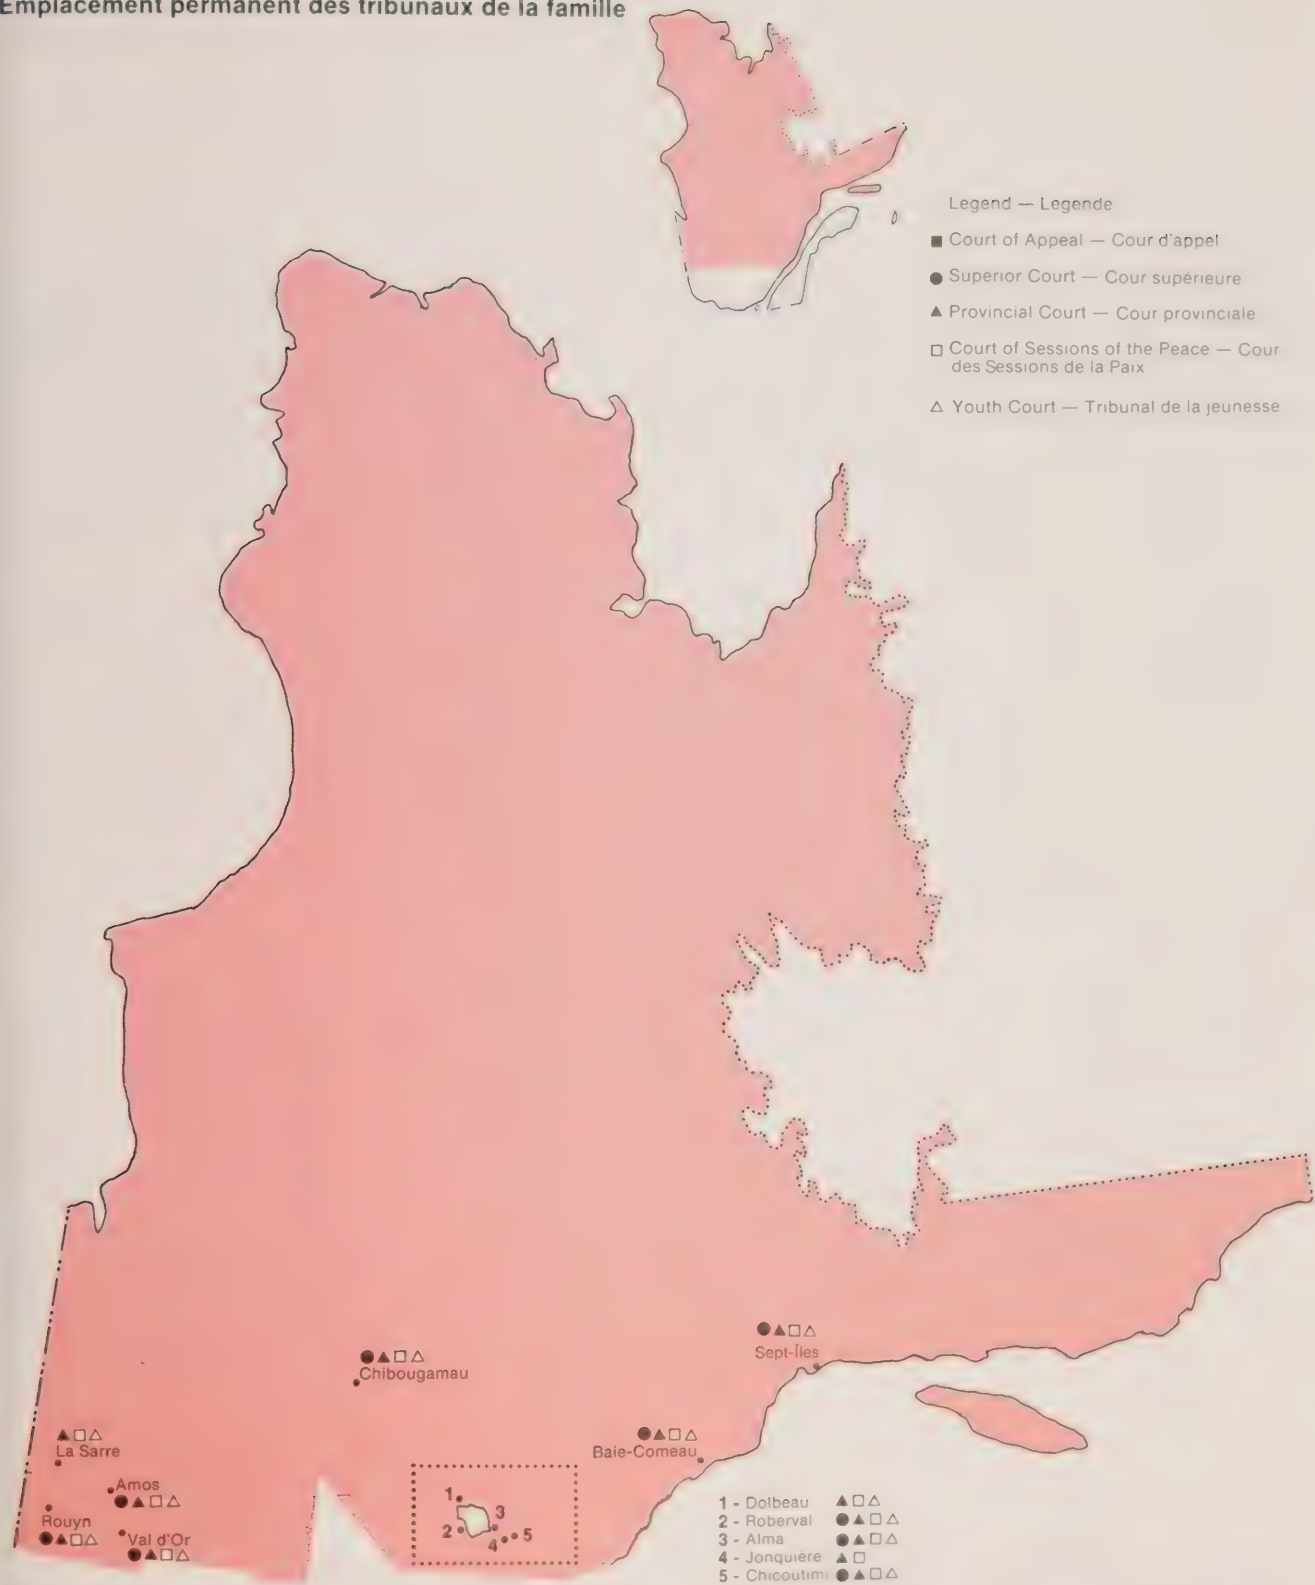 Emplacement permanent des tribunaux de la famille
Legend — Legende
■ Court of Appeal — Cour d'appel
● Superior Court — Cour supérieure
▲ Provincial Court — Cour provinciale
□ Court of Sessions of the Peace — Cour
des Sessions de la Paix
△ Youth Court — Tribunal de la jeunesse
●▲□△
Sept-Îles
●▲□△
Chibougamau
▲□△
La Sarre
●▲□△
Baie-Comeau
Amos
●▲□△
Rouyn
●▲□△
Val d'Or
●▲□△
1
2
3
4
5
1 - Dolbeau ▲□△
2 - Roberval ●▲□△
3 - Alma ●▲□△
4 - Jonquière ▲□
5 - Chicoutimi ●▲□△